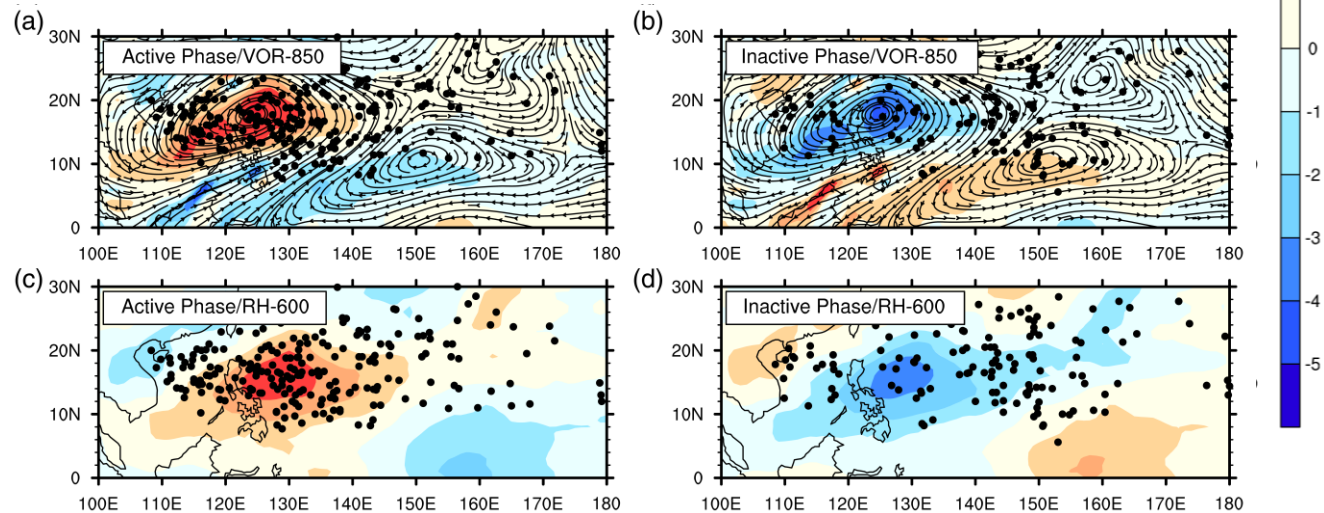 (a)
(b)
30N
Active Phase/VOR-850
30N
Inactive Phase/VOR-850
0
20N
20N
-1
10N
10N
-2
0
0
100E 110E 120E 130E 140E 150E 160E 170E 180
100E 110E 120E 130E 140E 150E 160E 170E 180
-3
(c)
(d)
30N
Active Phase/RH-600
30N
Inactive Phase/RH-600
-4
20N
20N
-5
10N
10N
0
0
100E 110E 120E 130E 140E 150E 160E 170E 180
100E 110E 120E 130E 140E 150E 160E 170E 180